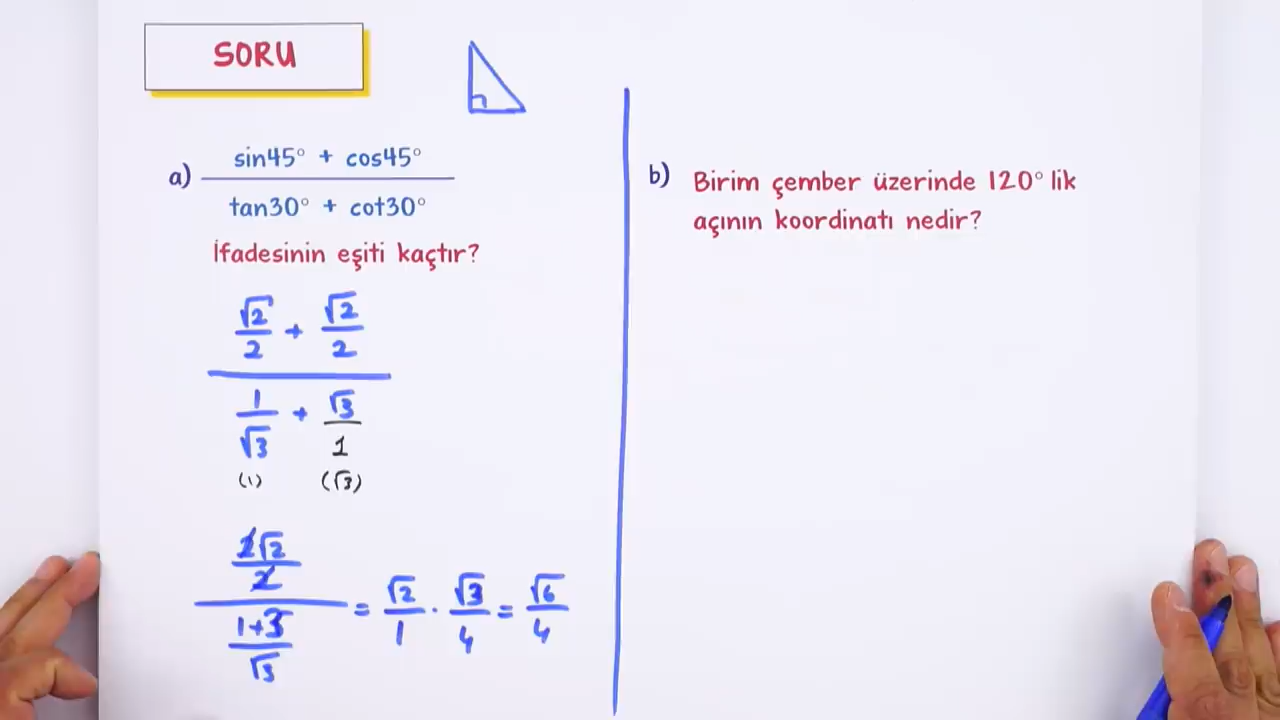 SORU
a) sin45° + cos45°
tan30° + cot30°
İfadesinin eşiti kaçtır?
√2/2 + √2/2
1/√3 + √3/1
(1) (√3)
2√2/2
1+3/√3
= √2/1 · √3/4 = √6/4
b) Birim çember üzerinde 120° lik
açının koordinatı nedir?